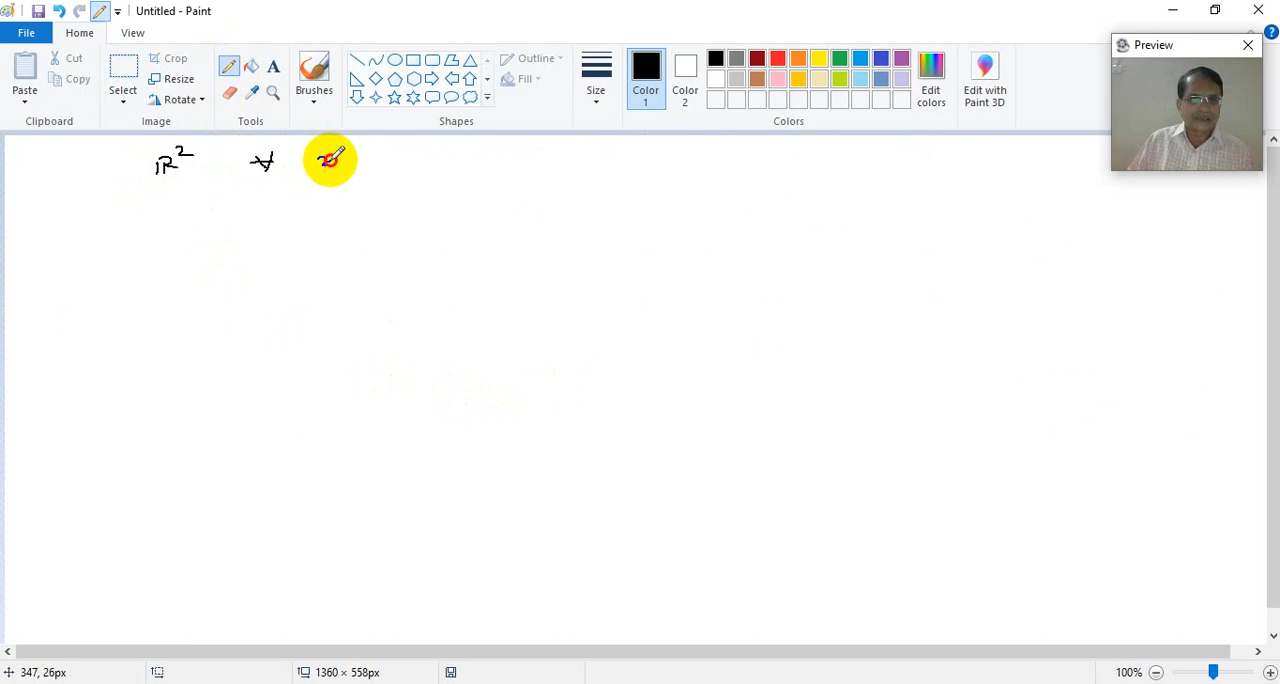 Untitled - Paint
File Home View
Cut
Copy
Paste
Clipboard
Crop
Resize
Rotate
Select
Image
Tools
Brushes
Shapes
Outline
Fill
Size
Color 1
Color 2
Edit colors
Edit with Paint 3D
Colors
Preview
ℝ² ∀
347, 26px
1360 × 558px
100%